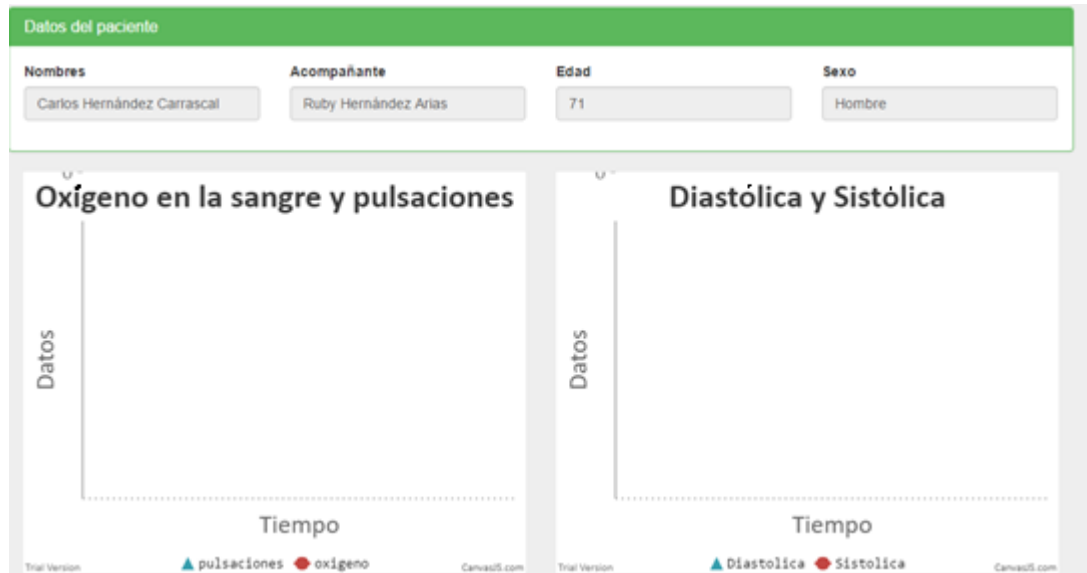 Datos del paciente
Nombres
Acompañante
Edad
Sexo
Carlos Hernández Carrascal
Ruby Hernández Arias
71
Hombre
0
Oxígeno en la sangre y pulsaciones
Datos
Tiempo
pulsaciones
oxigeno
Trial Version
CanvasJS.com
0
Diastólica y Sistólica
Datos
Tiempo
Diastolica
Sistolica
Trial Version
CanvasJS.com